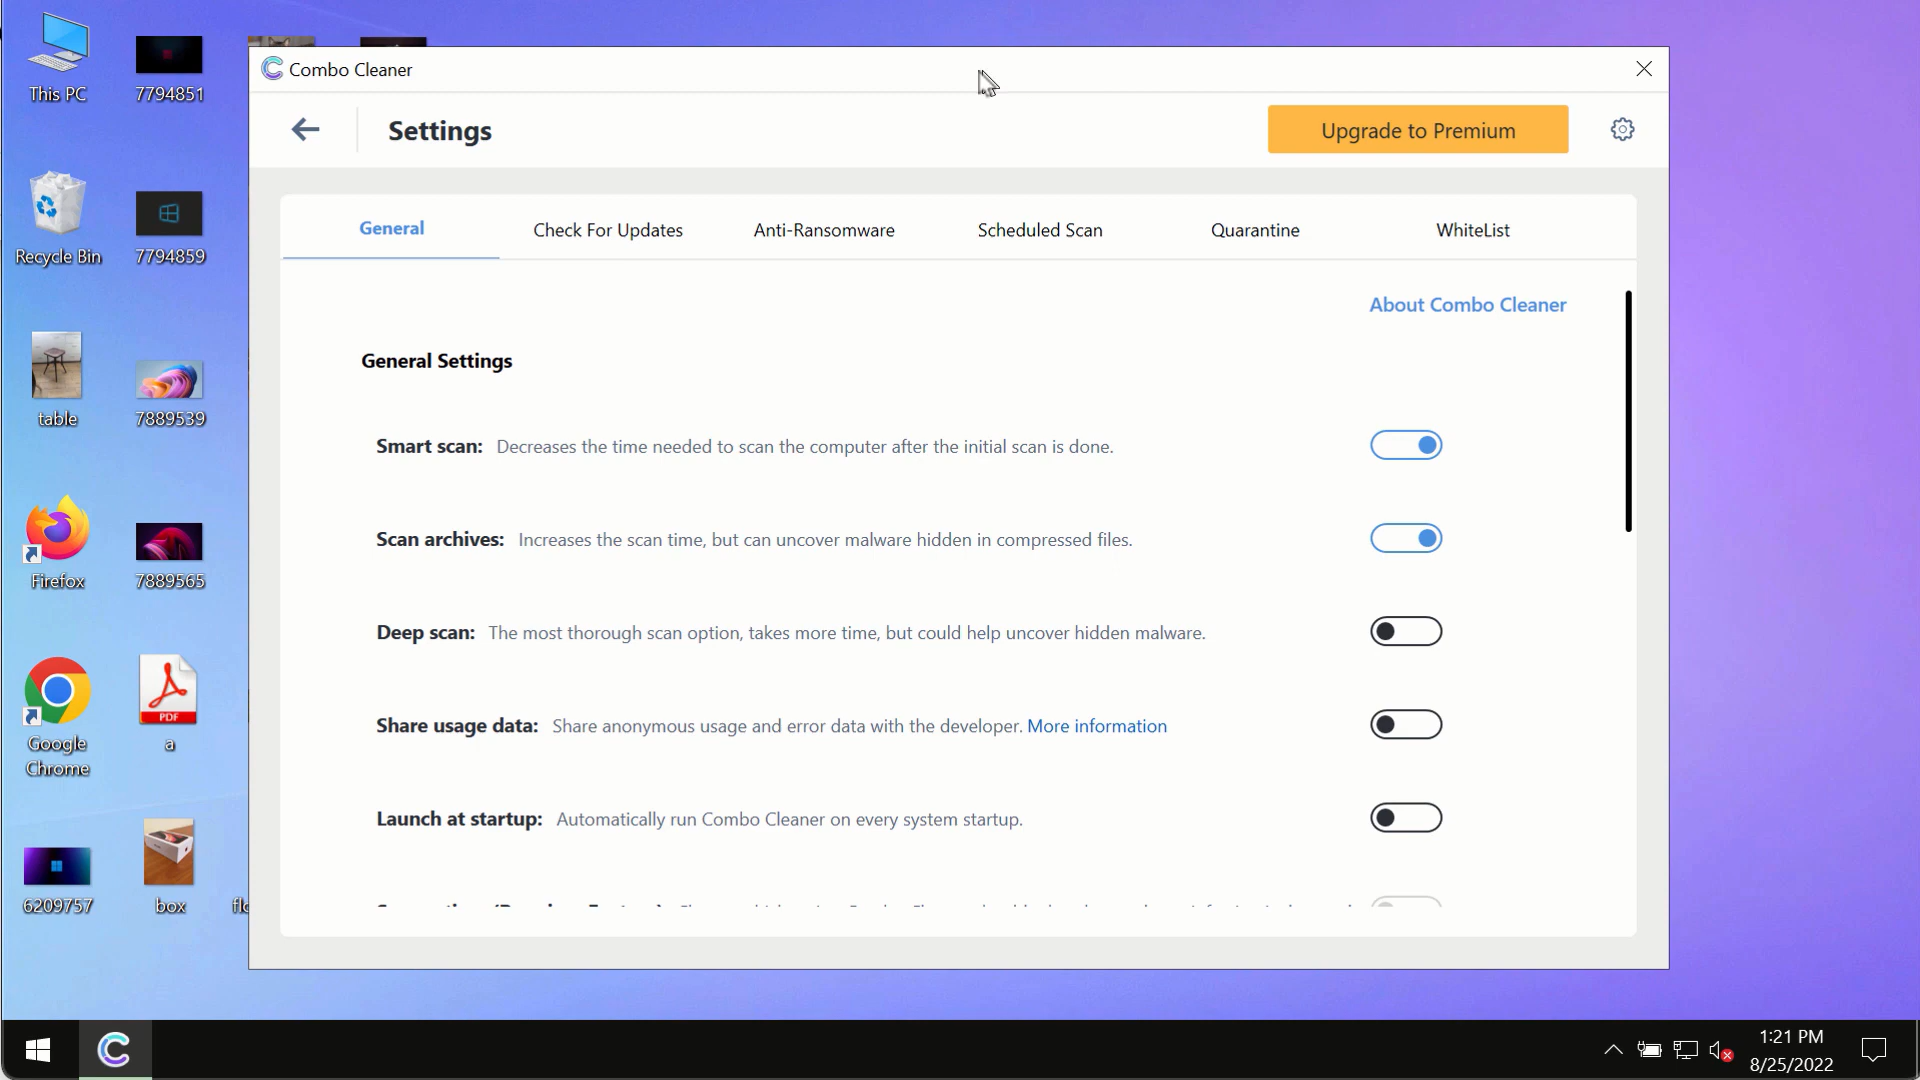 This PC
7794851
Recycle Bin
7794859
table
7889539
Firefox
7889565
Google
Chrome
a
PDF
6209757
box
Combo Cleaner
Settings
Upgrade to Premium
General
Check For Updates
Anti-Ransomware
Scheduled Scan
Quarantine
WhiteList
About Combo Cleaner
General Settings
Smart scan: Decreases the time needed to scan the computer after the initial scan is done.
Scan archives: Increases the scan time, but can uncover malware hidden in compressed files.
Deep scan: The most thorough scan option, takes more time, but could help uncover hidden malware.
Share usage data: Share anonymous usage and error data with the developer. More information
Launch at startup: Automatically run Combo Cleaner on every system startup.
1:21 PM
8/25/2022